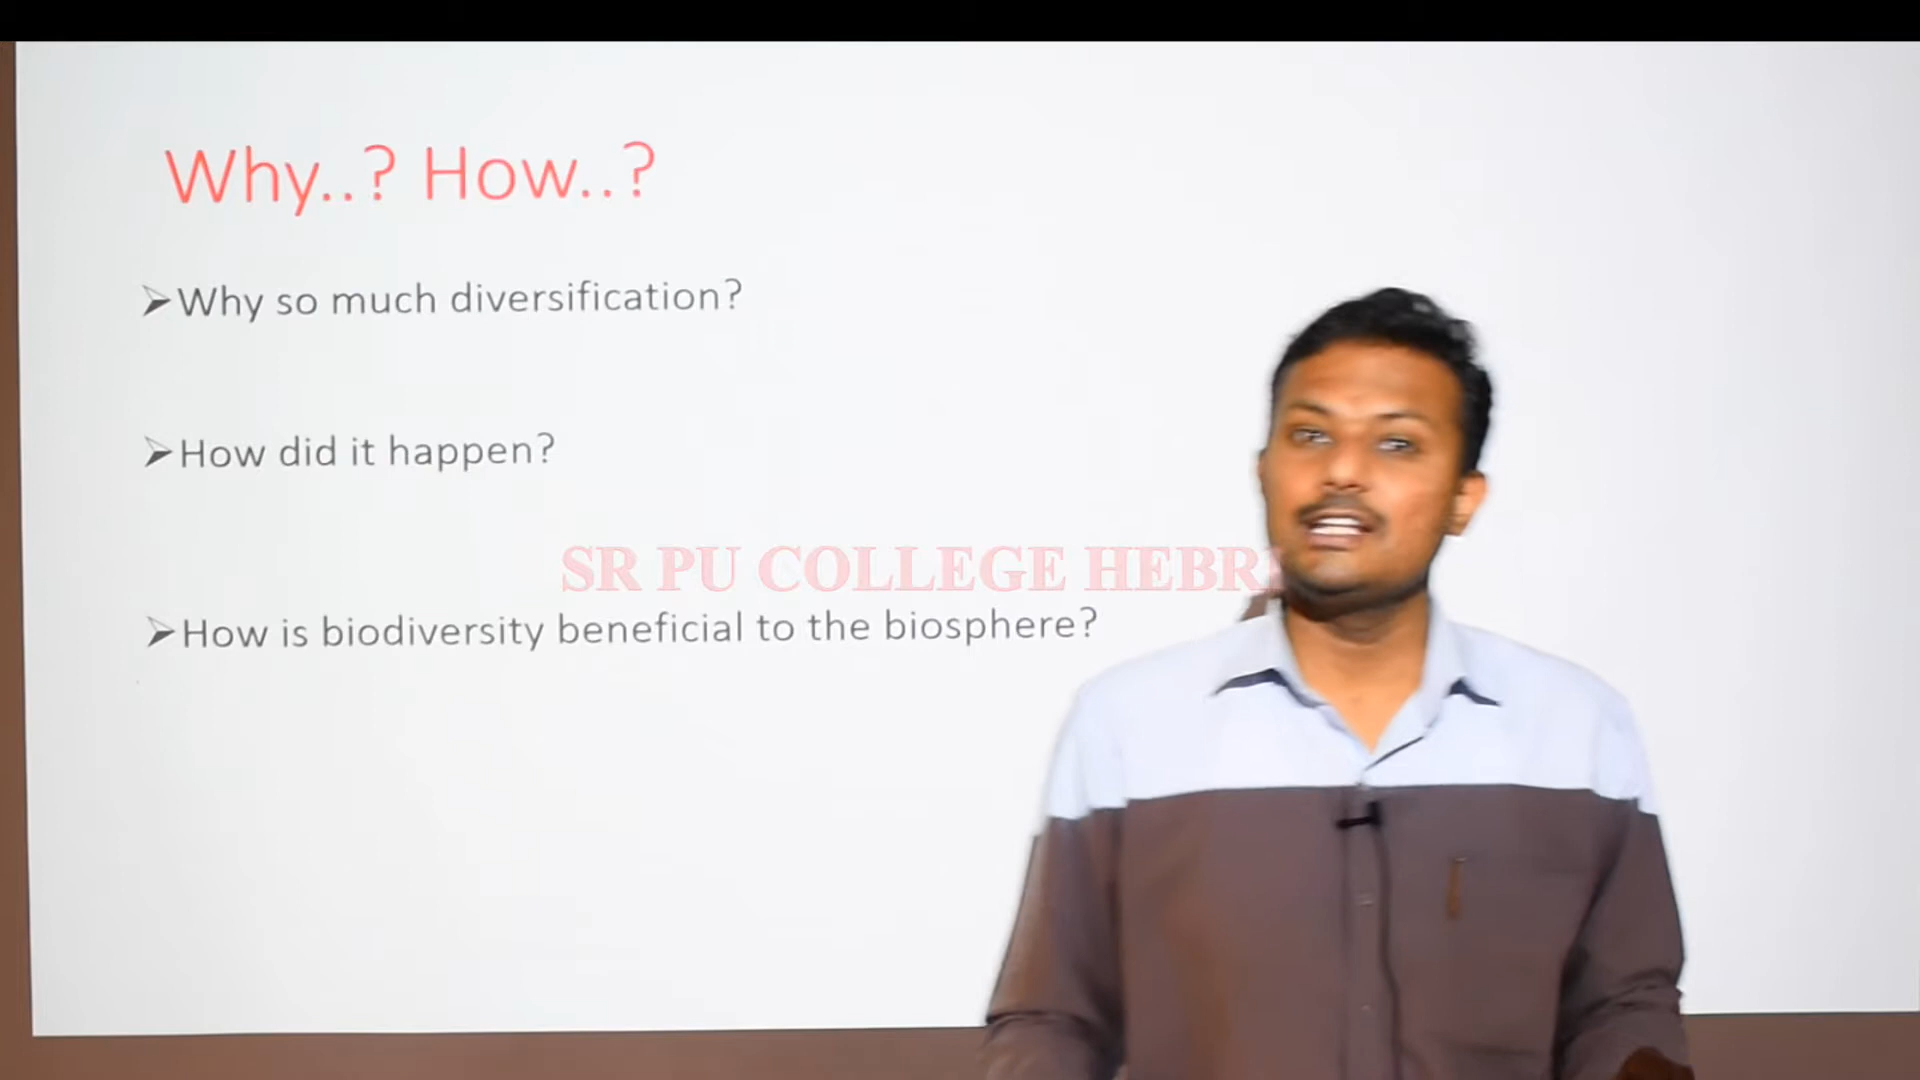 Why..? How..?
➢Why so much diversification?
➢How did it happen?
SR PU COLLEGE HEBRI
➢How is biodiversity beneficial to the biosphere?